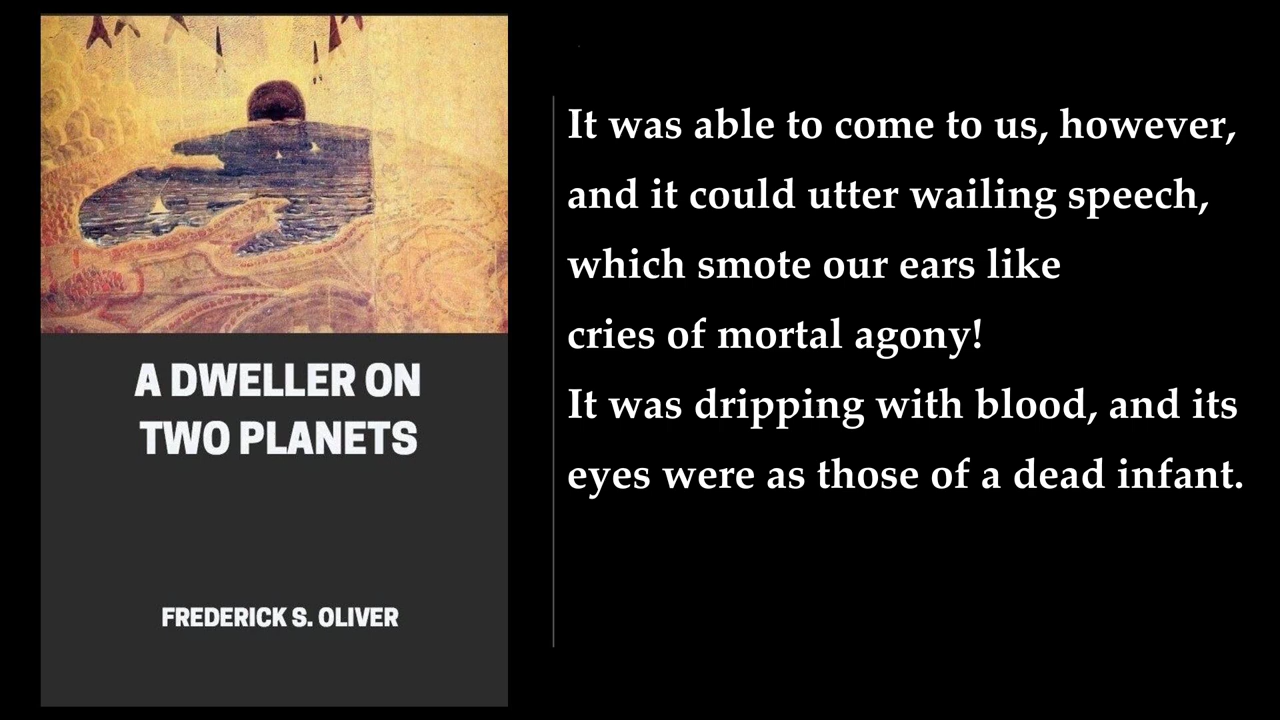 A DWELLER ON
TWO PLANETS
FREDERICK S. OLIVER
It was able to come to us, however,
and it could utter wailing speech,
which smote our ears like
cries of mortal agony!
It was dripping with blood, and its
eyes were as those of a dead infant.